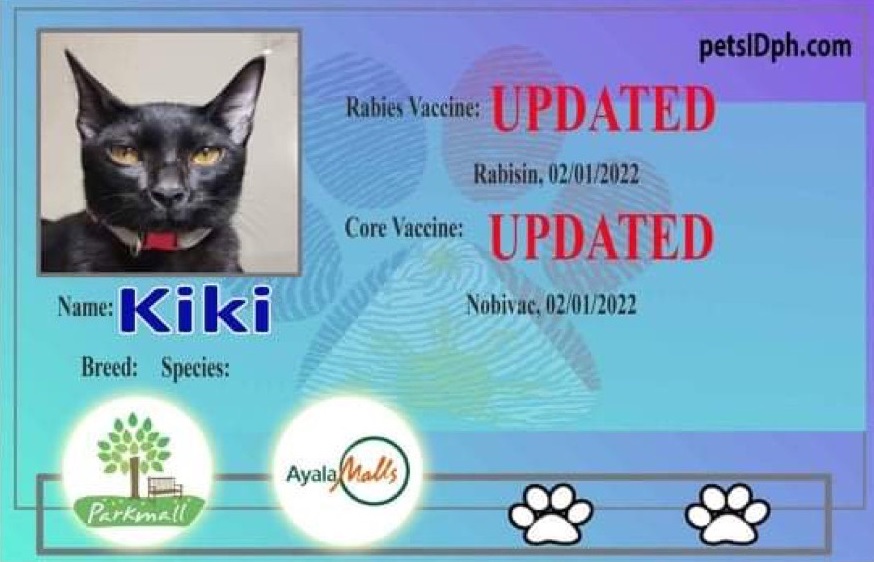 petsIDph.com
Rabies Vaccine: UPDATED
Rabisin, 02/01/2022
Core Vaccine: UPDATED
Nobivac, 02/01/2022
Name: Kiki
Breed: Species:
Parkmall
Ayala Malls